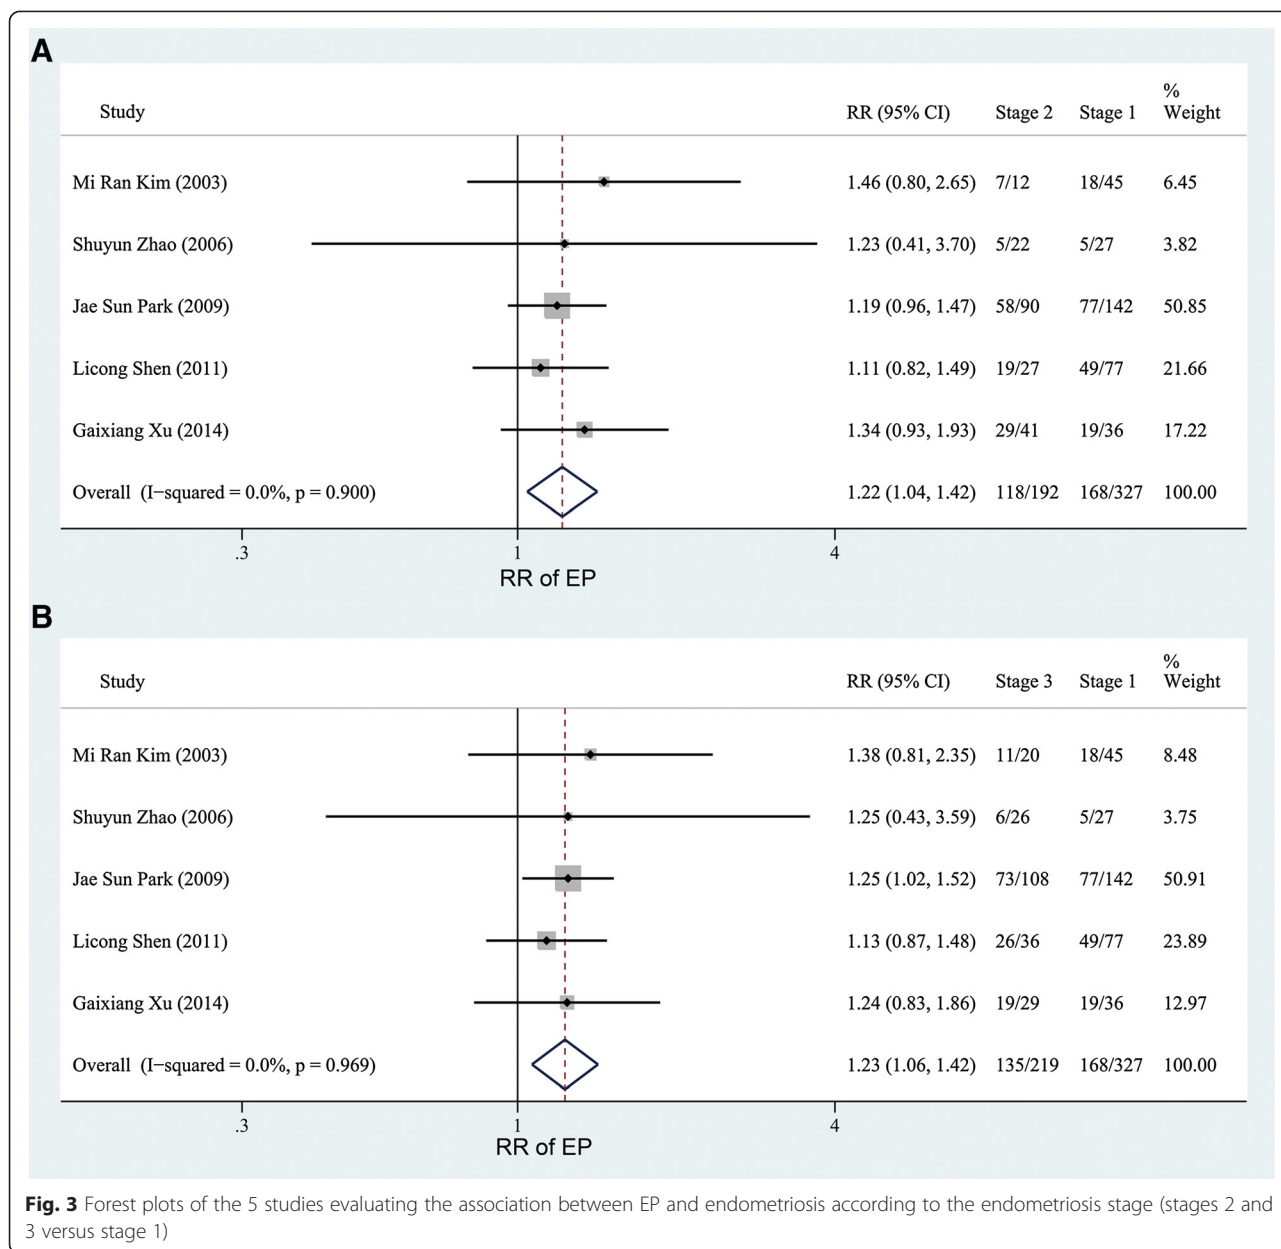 A
%
Study RR (95% CI) Stage 2 Stage 1 Weight
Mi Ran Kim (2003) 1.46 (0.80, 2.65) 7/12 18/45 6.45
Shuyun Zhao (2006) 1.23 (0.41, 3.70) 5/22 5/27 3.82
Jae Sun Park (2009) 1.19 (0.96, 1.47) 58/90 77/142 50.85
Licong Shen (2011) 1.11 (0.82, 1.49) 19/27 49/77 21.66
Gaixiang Xu (2014) 1.34 (0.93, 1.93) 29/41 19/36 17.22
Overall (I−squared = 0.0%, p = 0.900) 1.22 (1.04, 1.42) 118/192 168/327 100.00
.3 1 4
RR of EP
B
%
Study RR (95% CI) Stage 3 Stage 1 Weight
Mi Ran Kim (2003) 1.38 (0.81, 2.35) 11/20 18/45 8.48
Shuyun Zhao (2006) 1.25 (0.43, 3.59) 6/26 5/27 3.75
Jae Sun Park (2009) 1.25 (1.02, 1.52) 73/108 77/142 50.91
Licong Shen (2011) 1.13 (0.87, 1.48) 26/36 49/77 23.89
Gaixiang Xu (2014) 1.24 (0.83, 1.86) 19/29 19/36 12.97
Overall (I−squared = 0.0%, p = 0.969) 1.23 (1.06, 1.42) 135/219 168/327 100.00
.3 1 4
RR of EP
Fig. 3 Forest plots of the 5 studies evaluating the association between EP and endometriosis according to the endometriosis stage (stages 2 and
3 versus stage 1)